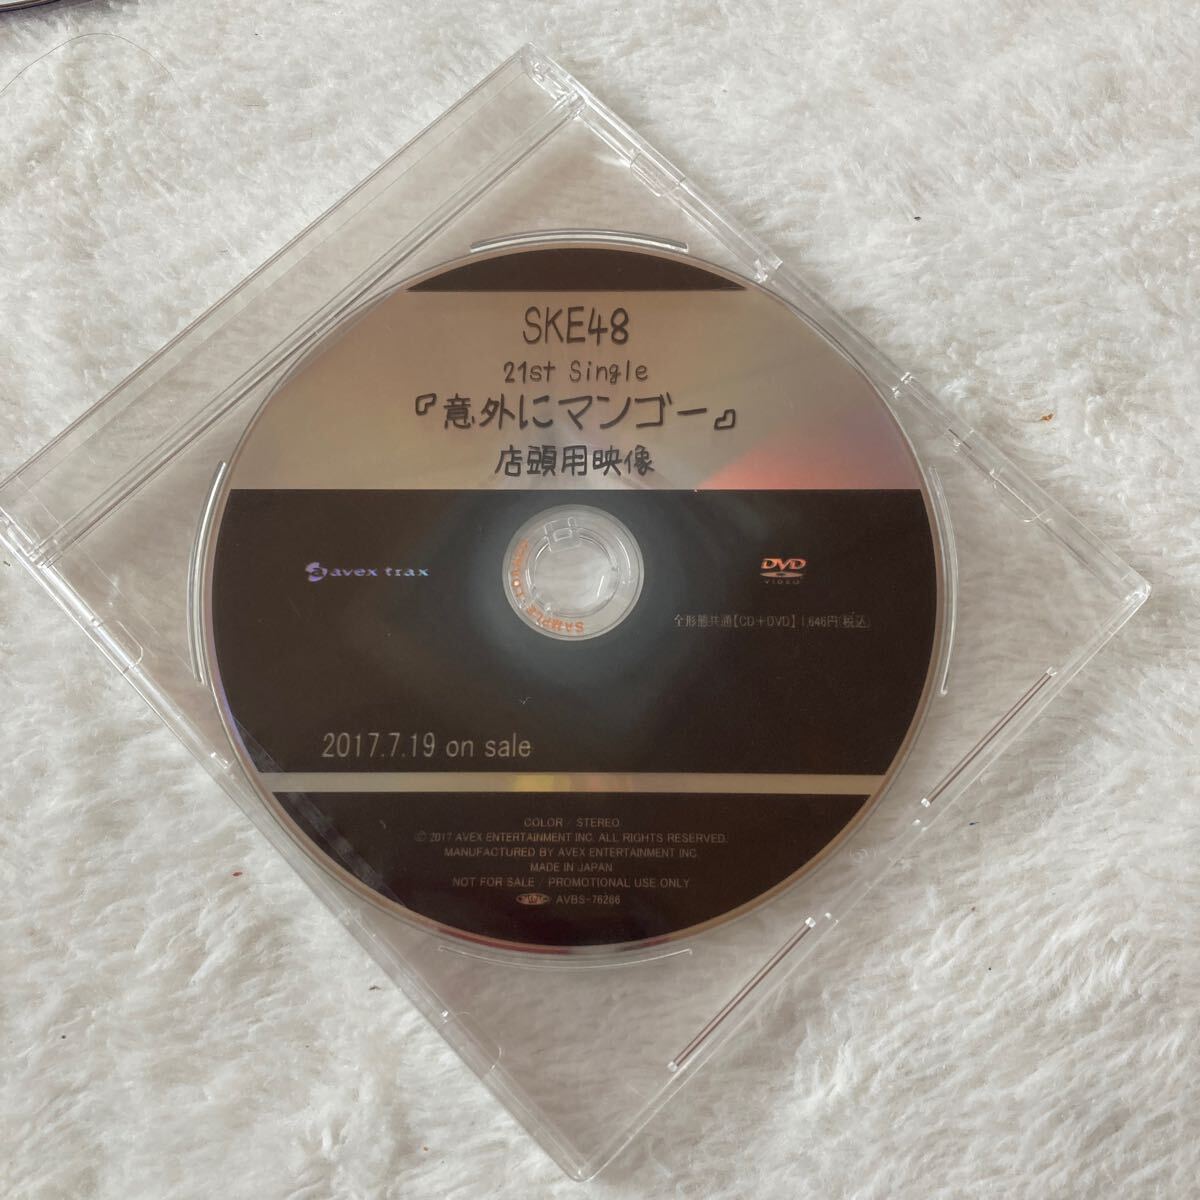 SKE48
21st Single
『意外にマンゴー』
店頭用映像
avex trax
DVD
VIDEO
SAMPLE LOANED
全形態共通【CD+DVD】1,646円(税込)
2017.7.19 on sale
COLOR / STEREO
© 2017 AVEX ENTERTAINMENT INC. ALL RIGHTS RESERVED.
MANUFACTURED BY AVEX ENTERTAINMENT INC.
MADE IN JAPAN
NOT FOR SALE / PROMOTIONAL USE ONLY
AVBS-76266